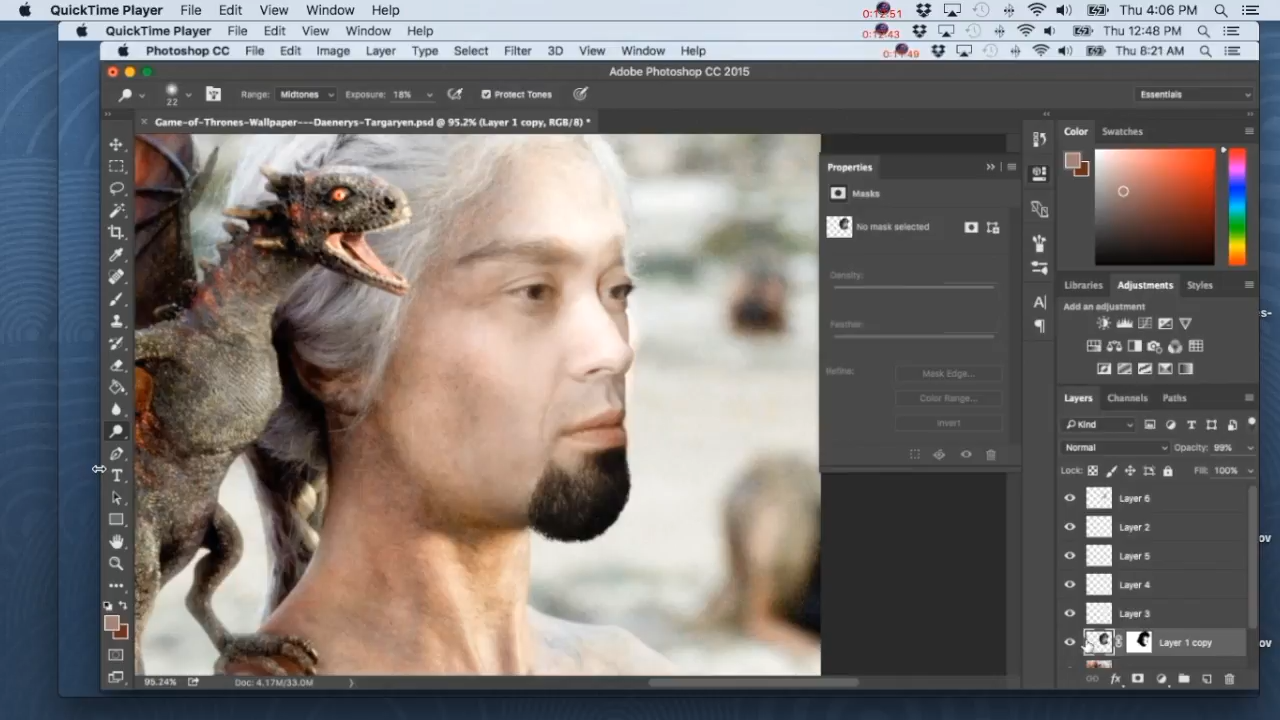 QuickTime Player File Edit View Window Help 0:12:51 Thu 4:06 PM
QuickTime Player File Edit View Window Help 0:12:43 Thu 12:48 PM
Photoshop CC File Edit Image Layer Type Select Filter 3D View Window Help Thu 8:21 AM
Adobe Photoshop CC 2015
22 Range: Midtones Exposure: 18% Protect Tones Essentials
Game-of-Thrones-Wallpaper---Daenerys-Targaryen.psd @ 95.2% (Layer 1 copy, RGB/8) *
Properties
Masks
No mask selected
Density:
Feather:
Refine:
Mask Edge...
Color Range...
Invert
Color Swatches
Libraries Adjustments Styles
Add an adjustment
Layers Channels Paths
Kind
Normal Opacity: 99%
Lock: Fill: 100%
Layer 6
Layer 2
Layer 5
Layer 4
Layer 3
Layer 1 copy
fx
95.24% Doc: 4.17M/33.0M
s-
ov
ov